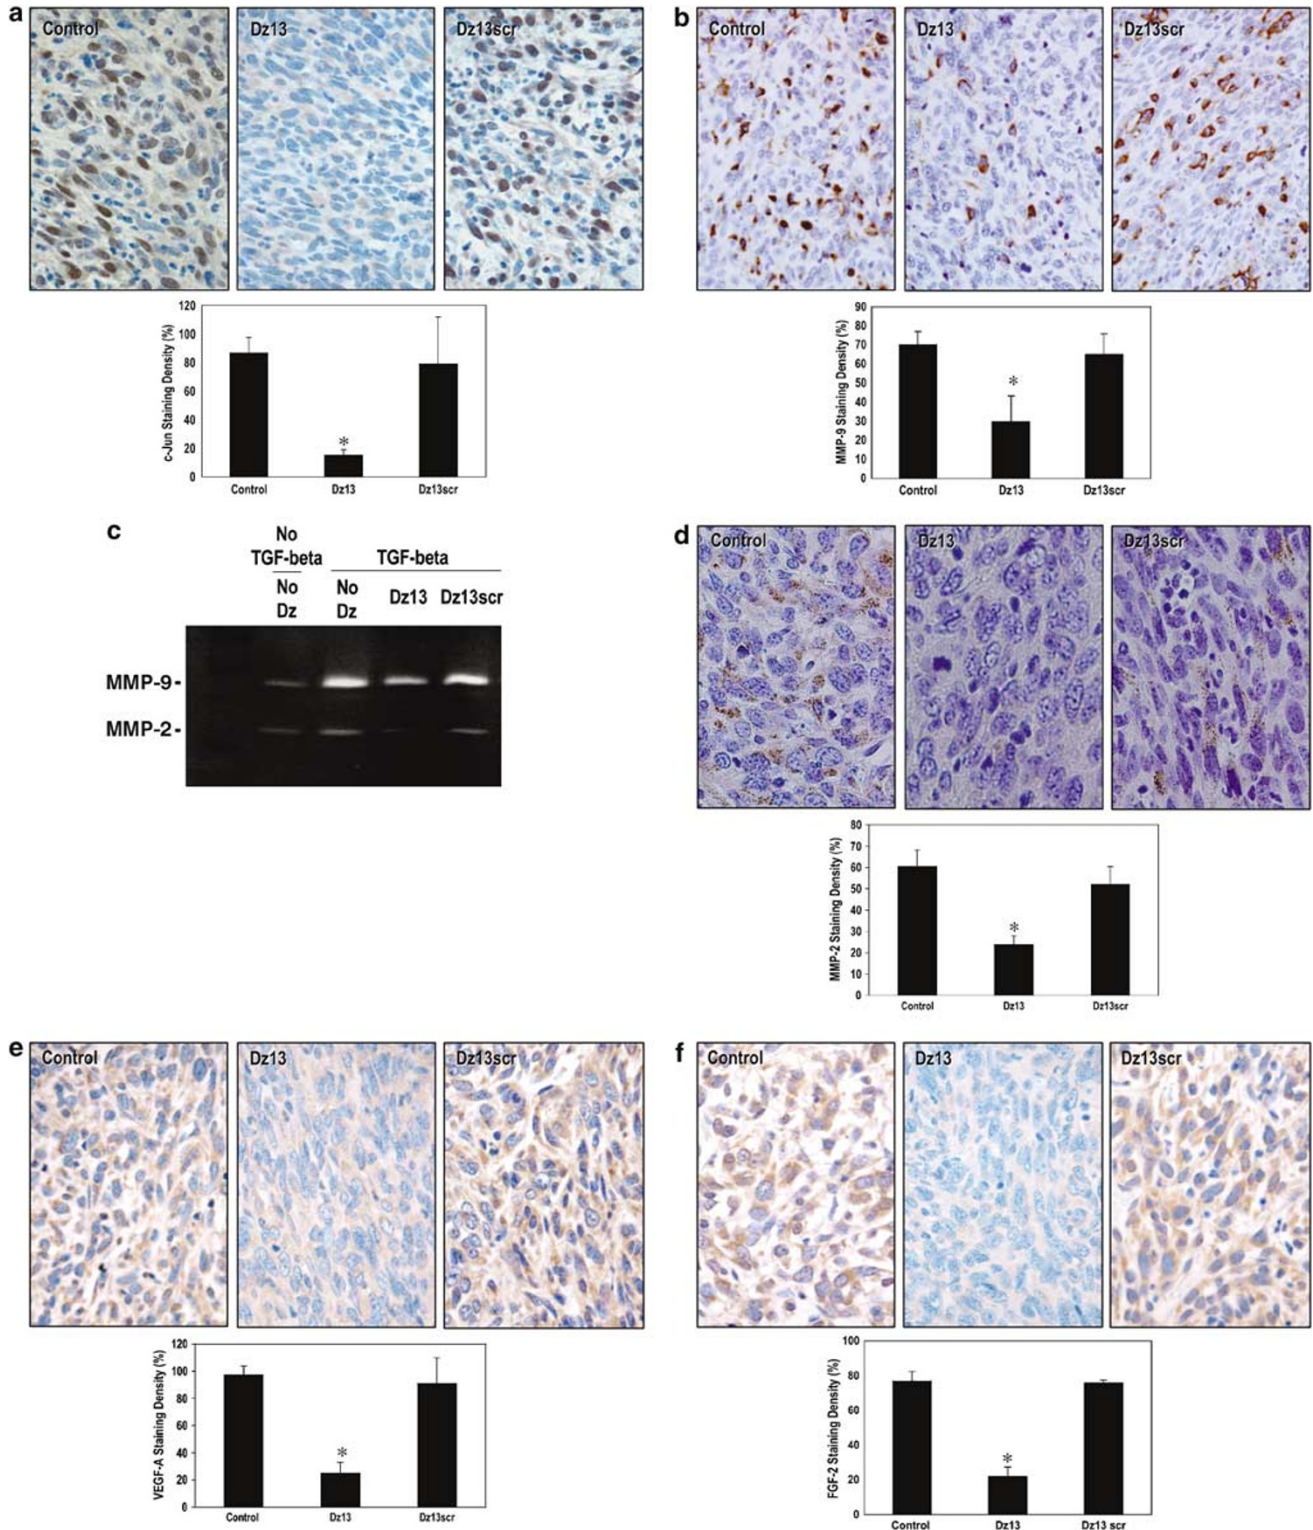 a
Control
Dz13
Dz13scr
c-Jun Staining Density (%)
120
100
80
60
40
20
0
*
Control
Dz13
Dz13scr
b
Control
Dz13
Dz13scr
MMP-9 Staining Density (%)
90
80
70
60
50
40
30
20
10
0
*
Control
Dz13
Dz13scr
c
No
TGF-beta
TGF-beta
No
Dz
No
Dz
Dz13
Dz13scr
MMP-9-
MMP-2-
d
Control
Dz13
Dz13scr
MMP-2 Staining Density (%)
80
70
60
50
40
30
20
10
0
*
Control
Dz13
Dz13scr
e
Control
Dz13
Dz13scr
VEGF-A Staining Density (%)
120
100
80
60
40
20
0
*
Control
Dz13
Dz13scr
f
Control
Dz13
Dz13scr
FGF-2 Staining Density (%)
100
80
60
40
20
0
*
Control
Dz13
Dz13 scr